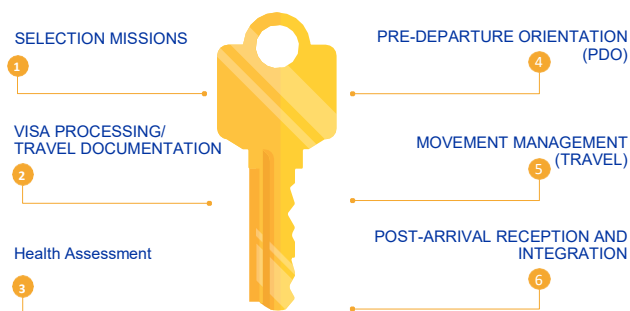 SELECTION MISSIONS
1
VISA PROCESSING/
TRAVEL DOCUMENTATION
2
Health Assessment
3
PRE-DEPARTURE ORIENTATION
(PDO)
4
MOVEMENT MANAGEMENT
(TRAVEL)
5
POST-ARRIVAL RECEPTION AND
INTEGRATION
6